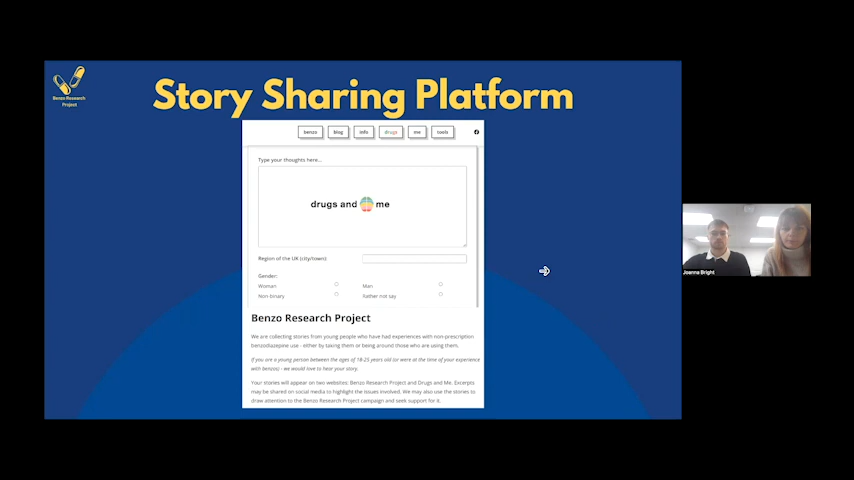 Benzo Research
Project
Story Sharing Platform
benzo
blog
info
drugs
me
tools
Type your thoughts here...
drugs and me
Region of the UK (city/town):
Gender:
Woman
Man
Non-binary
Rather not say
Benzo Research Project
We are collecting stories from young people who have had experiences with non-prescription
benzodiazepine use - either by taking them or being around those who are using them.
If you are a young person between the ages of 18-25 years old (or were at the time of your experience
with benzos) - we would love to hear your story.
Your stories will appear on two websites: Benzo Research Project and Drugs and Me. Excerpts
may be shared on social media to highlight the issues involved. We may also use the stories to
draw attention to the Benzo Research Project campaign and seek support for it.
Joanna Bright